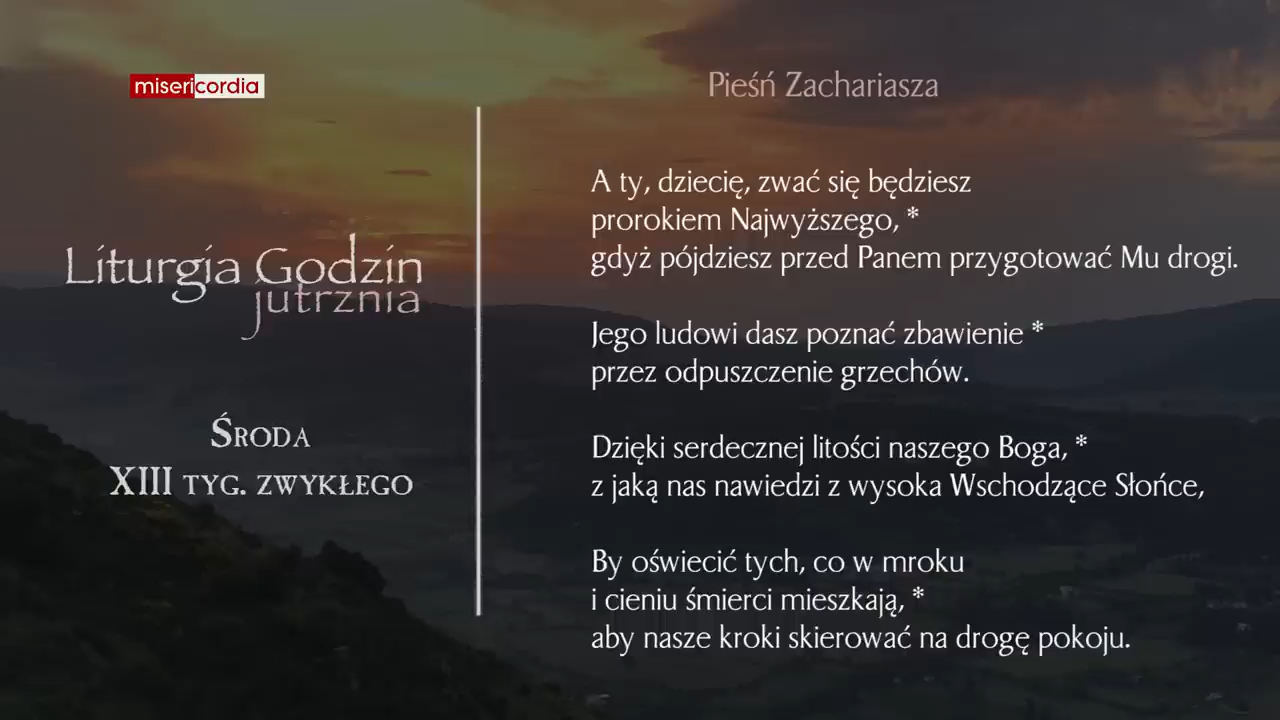 misericordia
Liturgia Godzin
jutrznia
Środa
XIII tyg. zwykłego
Pieśń Zachariasza
A ty, dziecię, zwać się będziesz
prorokiem Najwyższego, *
gdyż pójdziesz przed Panem przygotować Mu drogi.
Jego ludowi dasz poznać zbawienie *
przez odpuszczenie grzechów.
Dzięki serdecznej litości naszego Boga, *
z jaką nas nawiedzi z wysoka Wschodzące Słońce,
By oświecić tych, co w mroku
i cieniu śmierci mieszkają, *
aby nasze kroki skierować na drogę pokoju.